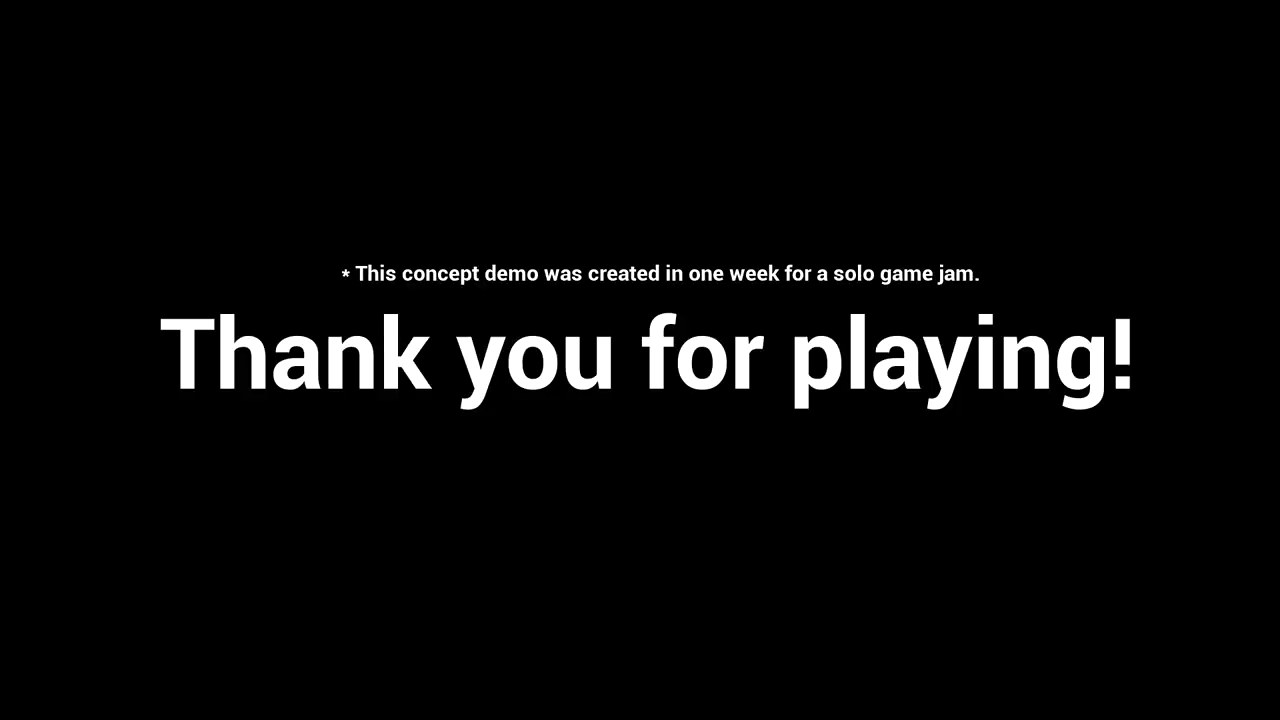 * This concept demo was created in one week for a solo game jam.
Thank you for playing!